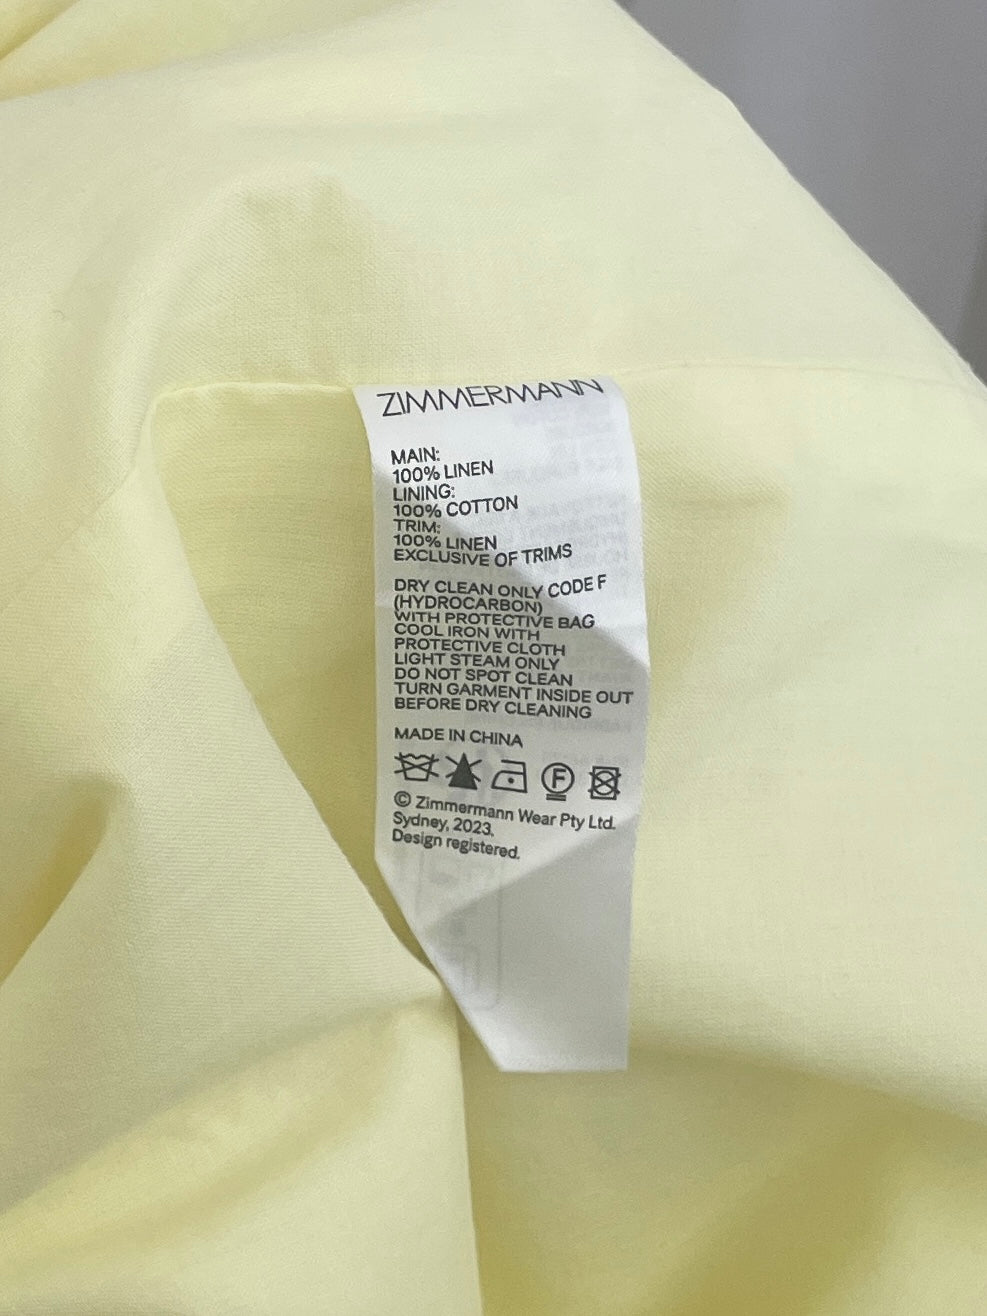 ZIMMERMANN
MAIN:
100% LINEN
LINING:
100% COTTON
TRIM:
100% LINEN
EXCLUSIVE OF TRIMS
DRY CLEAN ONLY CODE F
(HYDROCARBON)
WITH PROTECTIVE BAG
COOL IRON WITH
PROTECTIVE CLOTH
LIGHT STEAM ONLY
DO NOT SPOT CLEAN
TURN GARMENT INSIDE OUT
BEFORE DRY CLEANING
MADE IN CHINA
F
© Zimmermann Wear Pty Ltd.
Sydney, 2023.
Design registered.